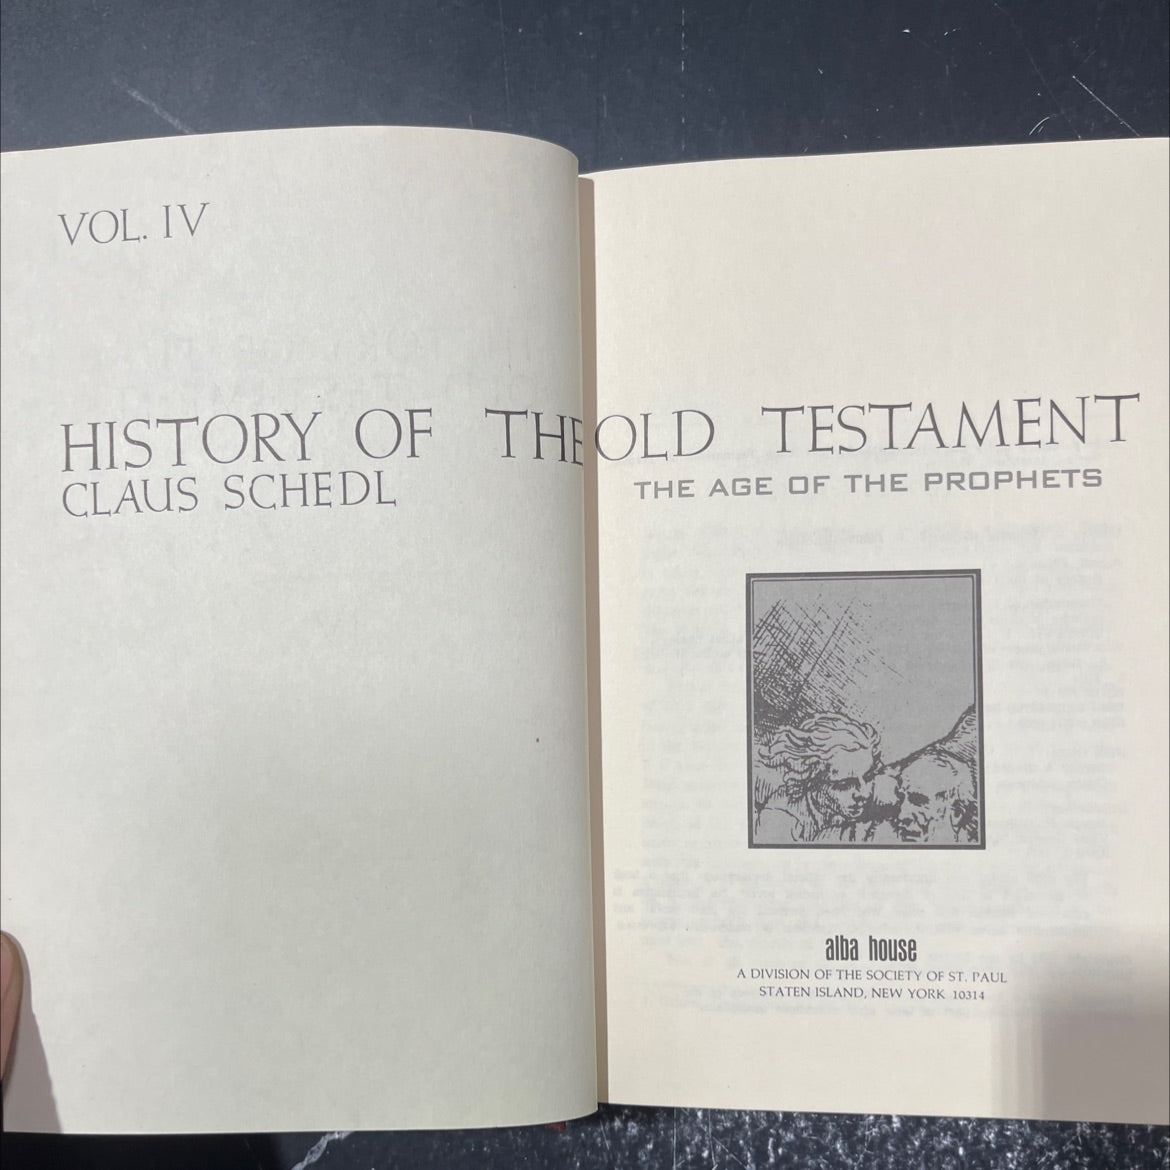 VOL. IV
HISTORY OF THE OLD TESTAMENT
CLAUS SCHEDL
THE AGE OF THE PROPHETS
alba house
A DIVISION OF THE SOCIETY OF ST. PAUL
STATEN ISLAND, NEW YORK 10314